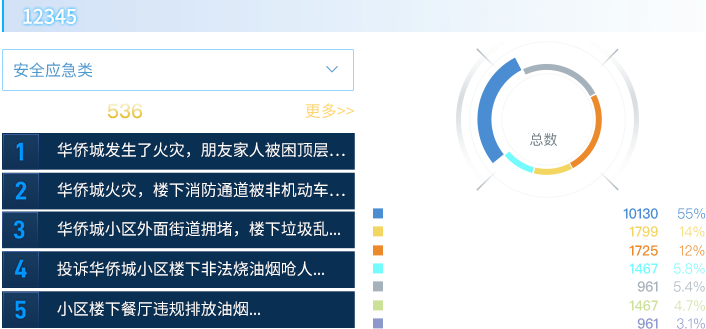 12345
安全应急类
536 更多>>
1 华侨城发生了火灾，朋友家人被困顶层...
2 华侨城火灾，楼下消防通道被非机动车...
3 华侨城小区外面街道拥堵，楼下垃圾乱...
4 投诉华侨城小区楼下非法烧油烟呛人...
5 小区楼下餐厅违规排放油烟...
总数
10130 55%
1799 14%
1725 12%
1467 5.8%
961 5.4%
1467 4.7%
961 3.1%